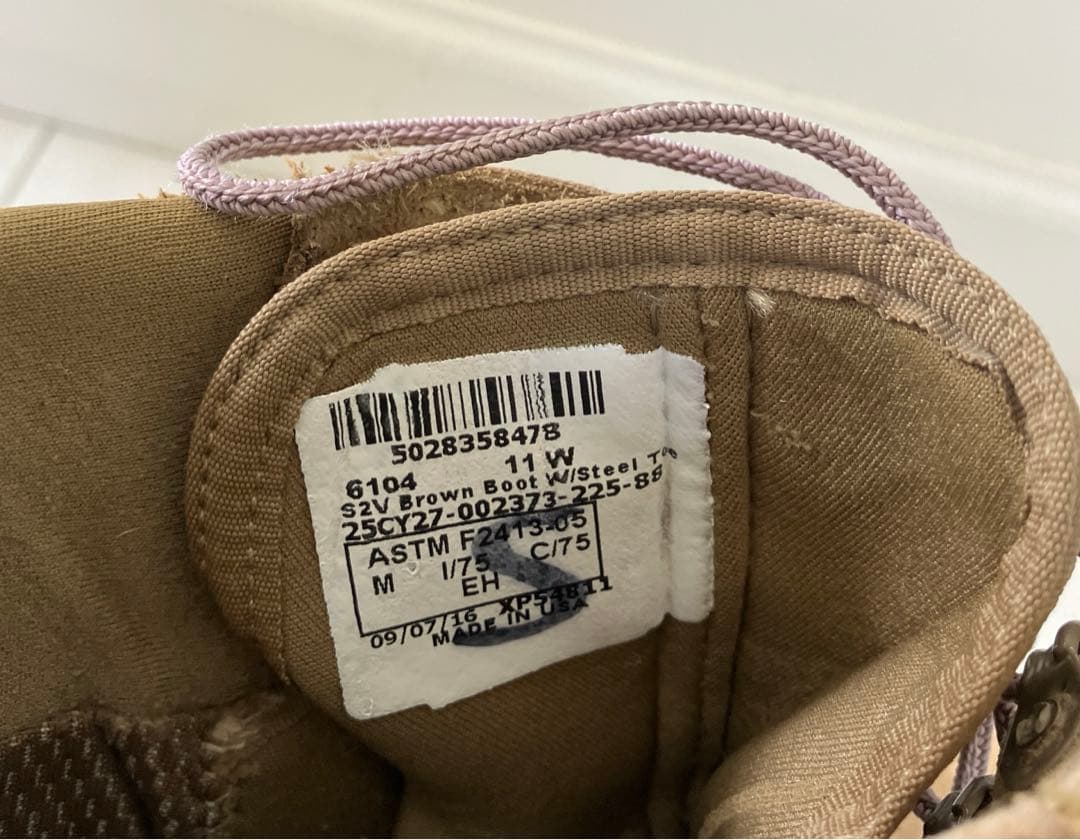 5028358478
6104 11 W
S2V Brown Boot W/Steel Toe
25CY27-002373-225-88
ASTM F2413-05
M I/75 C/75
EH
09/07/16 XP54811
MADE IN USA